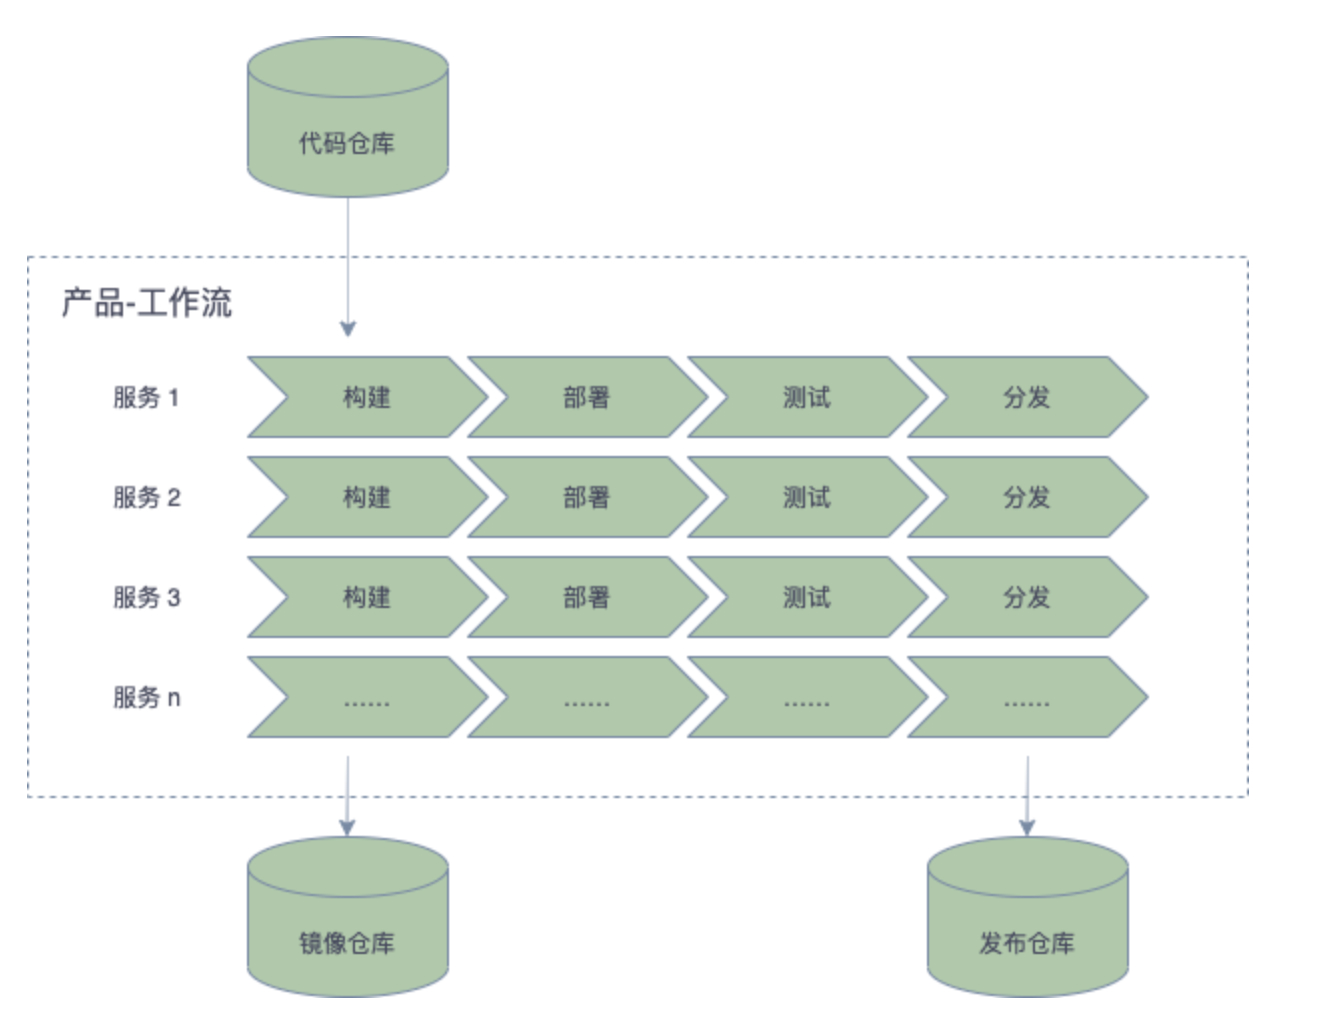 代码仓库
产品-工作流
服务 1 构建 部署 测试 分发
服务 2 构建 部署 测试 分发
服务 3 构建 部署 测试 分发
服务 n ...... ...... ...... ......
镜像仓库 发布仓库